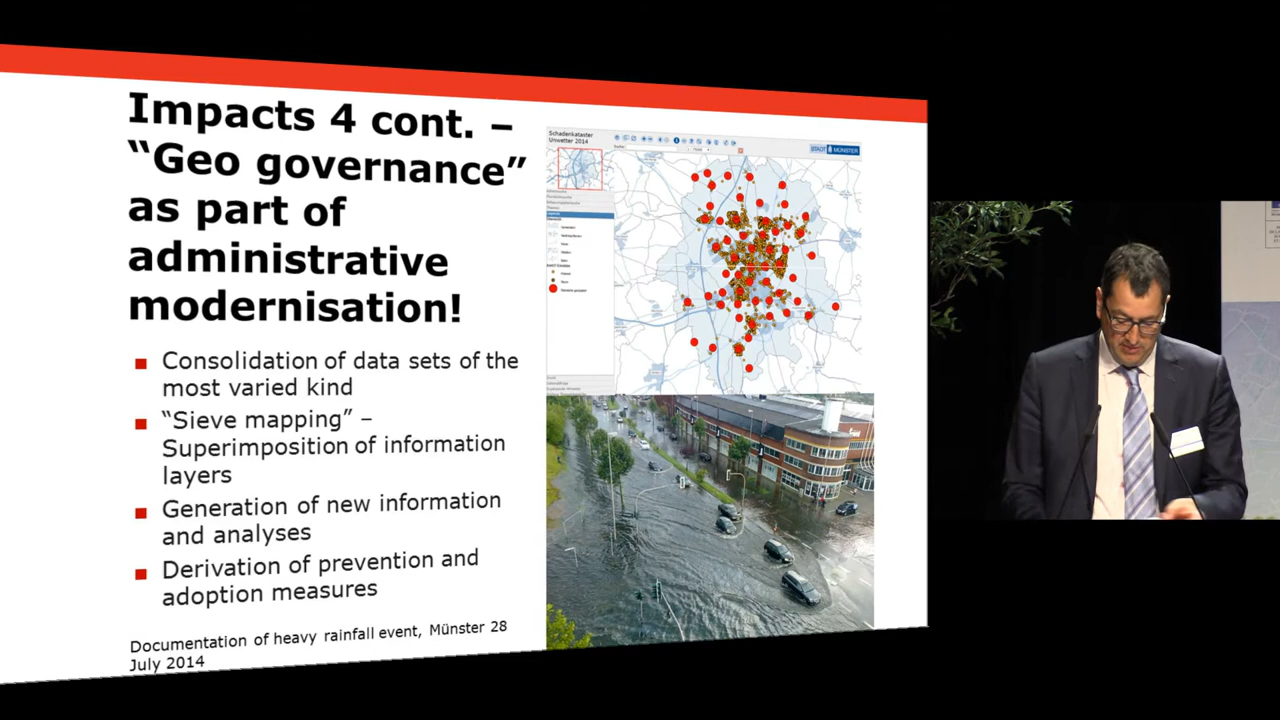 Impacts 4 cont. –
“Geo governance”
as part of
administrative
modernisation!
Consolidation of data sets of the
most varied kind
“Sieve mapping” –
Superimposition of information
layers
Generation of new information
and analyses
Derivation of prevention and
adoption measures
Documentation of heavy rainfall event, Münster 28
July 2014
Schadenkataster
Unwetter 2014
STADT MÜNSTER